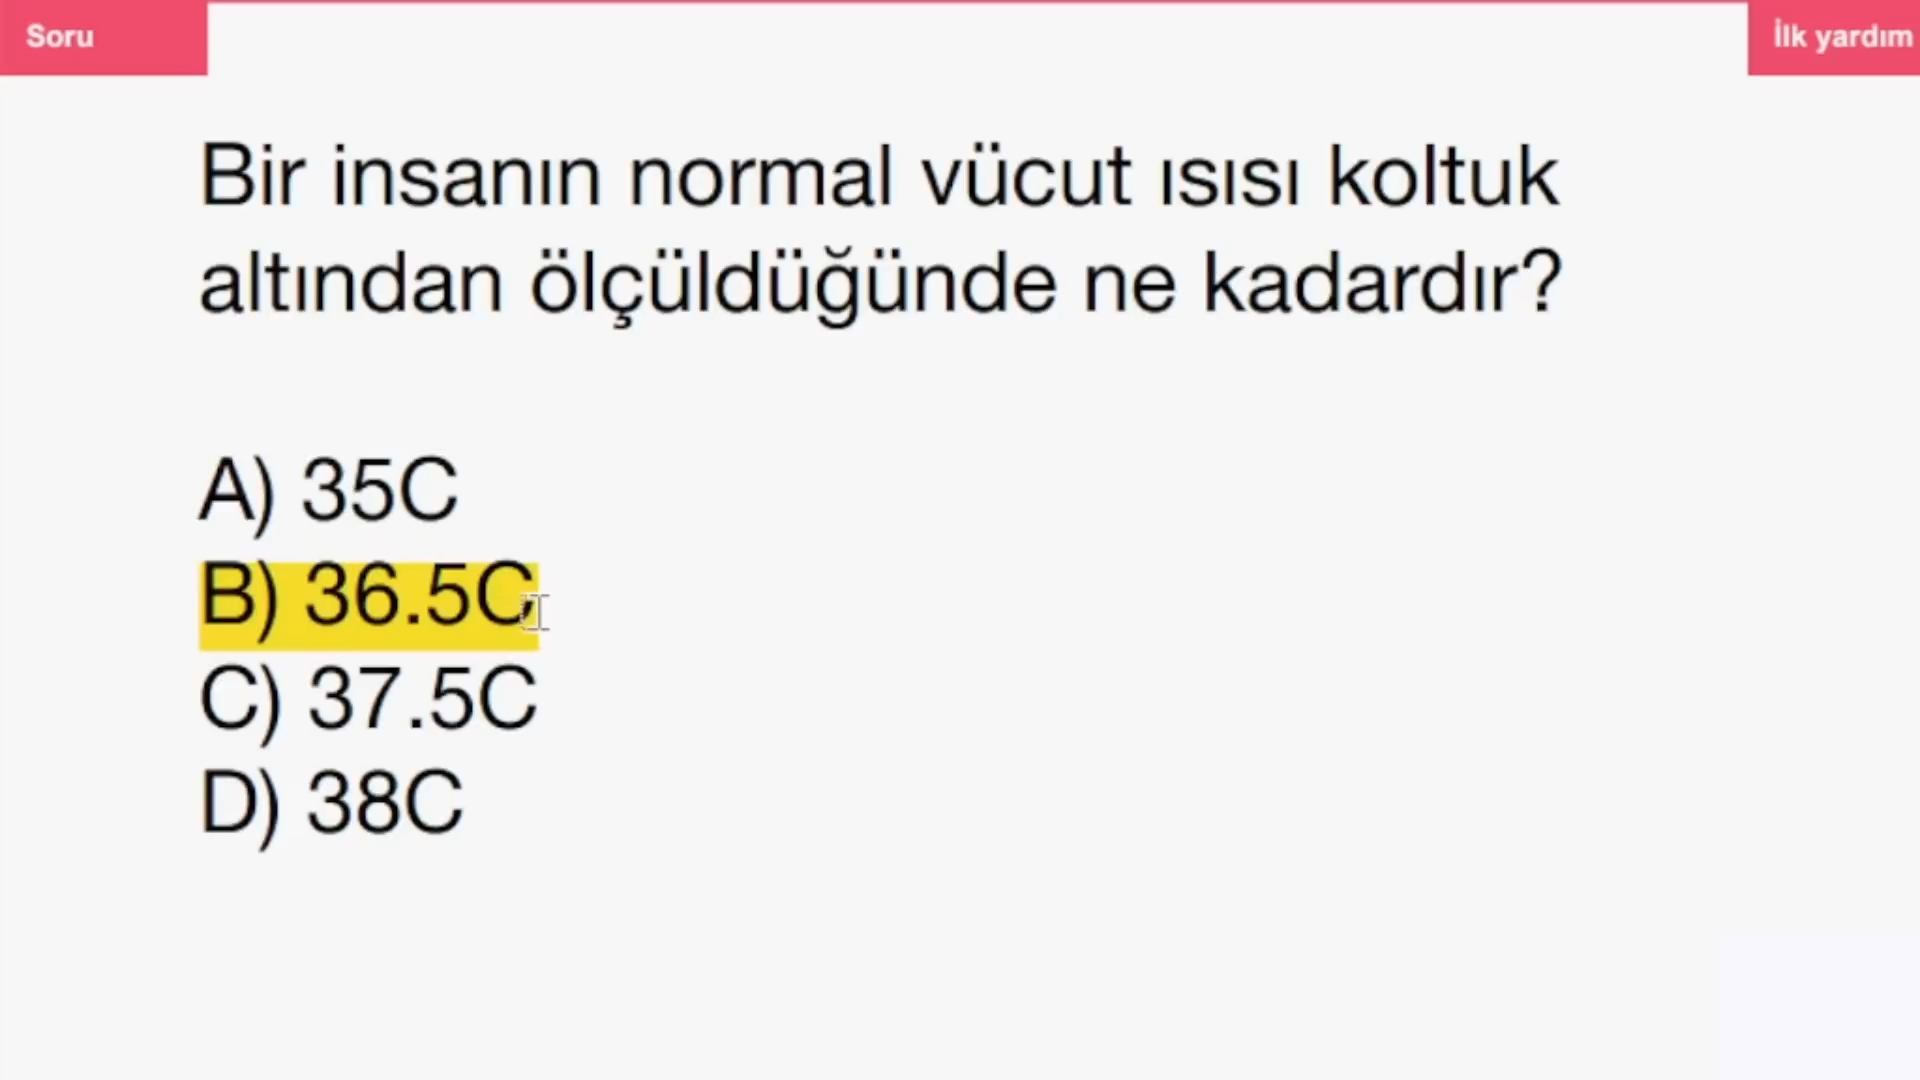 Soru
İlk yardım
Bir insanın normal vücut ısısı koltuk
altından ölçüldüğünde ne kadardır?
A) 35C
B) 36.5C
C) 37.5C
D) 38C